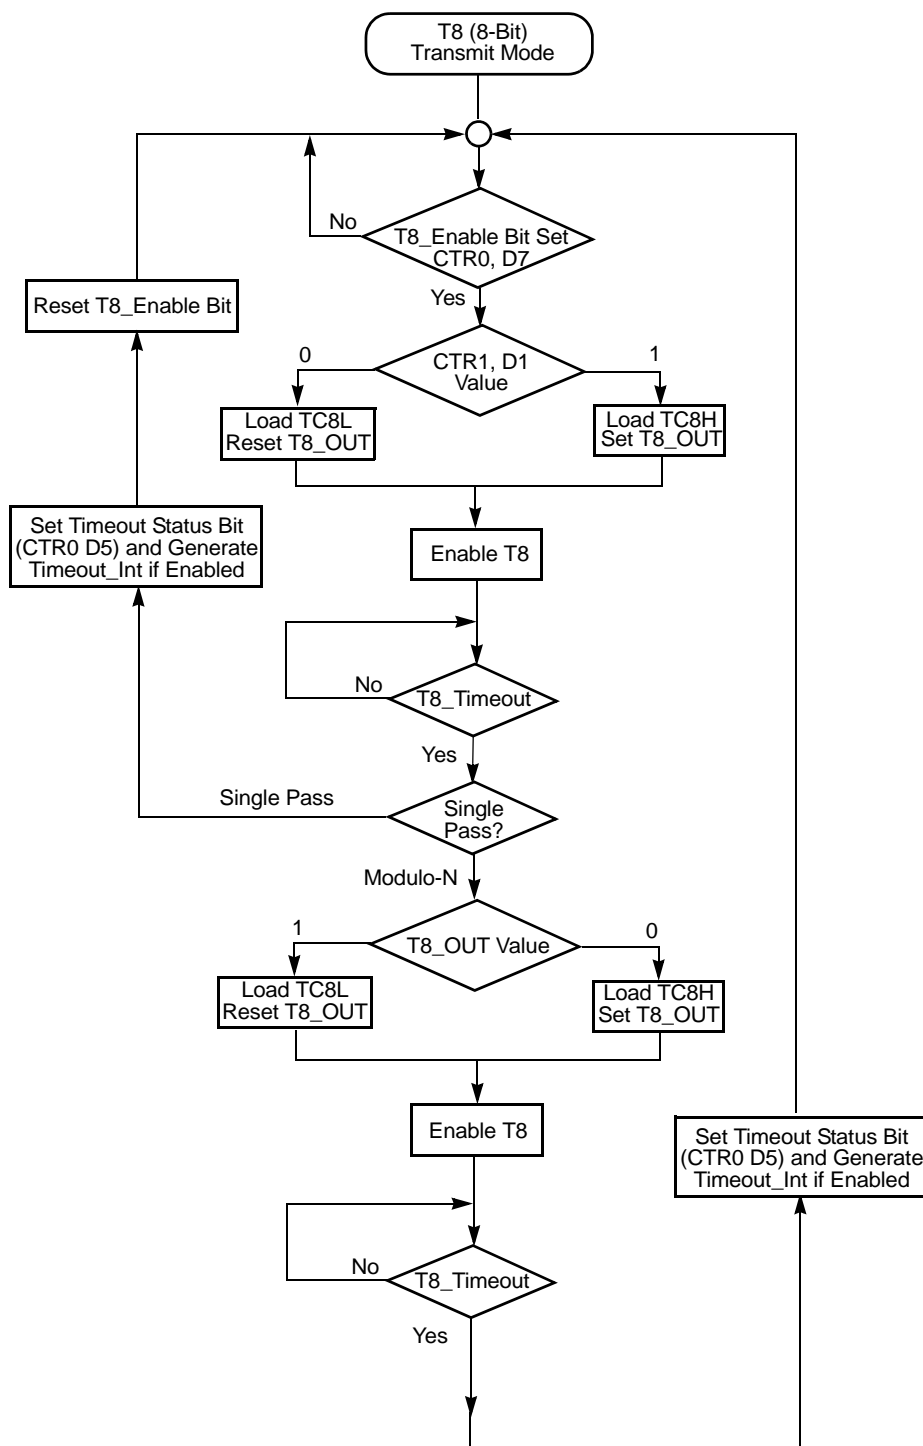 T8 (8-Bit)
Transmit Mode
No
T8_Enable Bit Set
CTR0, D7
Yes
Reset T8_Enable Bit
0
CTR1, D1
Value
1
Load TC8L
Reset T8_OUT
Load TC8H
Set T8_OUT
Set Timeout Status Bit
(CTR0 D5) and Generate
Timeout_Int if Enabled
Enable T8
No
T8_Timeout
Yes
Single Pass
Single
Pass?
Modulo-N
1
T8_OUT Value
0
Load TC8L
Reset T8_OUT
Load TC8H
Set T8_OUT
Enable T8
Set Timeout Status Bit
(CTR0 D5) and Generate
Timeout_Int if Enabled
No
T8_Timeout
Yes